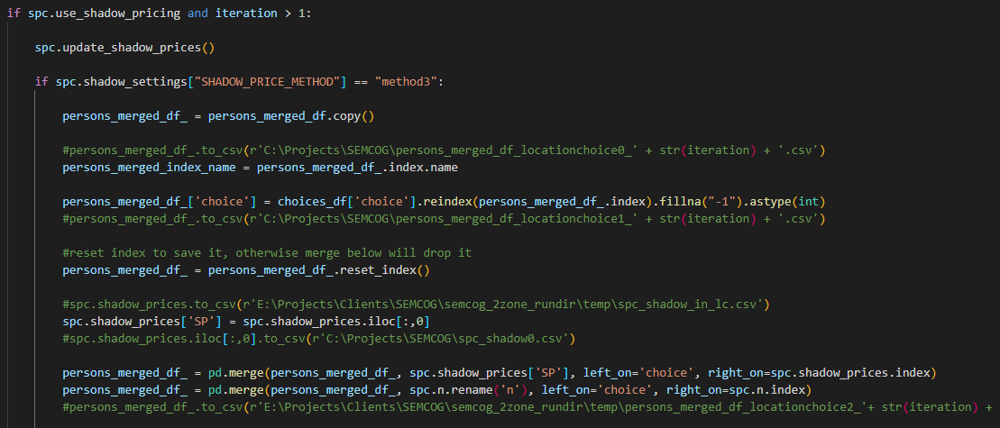 if spc.use_shadow_pricing and iteration > 1:
spc.update_shadow_prices()
if spc.shadow_settings["SHADOW_PRICE_METHOD"] == "method3":
persons_merged_df_ = persons_merged_df.copy()
#persons_merged_df_.to_csv(r'C:\Projects\SEMCOG\persons_merged_df_locationchoice0_' + str(iteration) + '.csv')
persons_merged_index_name = persons_merged_df_.index.name
persons_merged_df_['choice'] = choices_df['choice'].reindex(persons_merged_df_.index).fillna("-1").astype(int)
#persons_merged_df_.to_csv(r'C:\Projects\SEMCOG\persons_merged_df_locationchoice1_' + str(iteration) + '.csv')
#reset index to save it, otherwise merge below will drop it
persons_merged_df_ = persons_merged_df_.reset_index()
#spc.shadow_prices.to_csv(r'E:\Projects\Clients\SEMCOG\semcog_2zone_rundir\temp\spc_shadow_in_lc.csv')
spc.shadow_prices['SP'] = spc.shadow_prices.iloc[:,0]
#spc.shadow_prices.iloc[:,0].to_csv(r'C:\Projects\SEMCOG\spc_shadow0.csv')
persons_merged_df_ = pd.merge(persons_merged_df_, spc.shadow_prices['SP'], left_on='choice', right_on=spc.shadow_prices.index)
persons_merged_df_ = pd.merge(persons_merged_df_, spc.n.rename('n'), left_on='choice', right_on=spc.n.index)
#persons_merged_df_.to_csv(r'E:\Projects\Clients\SEMCOG\semcog_2zone_rundir\temp\persons_merged_df_locationchoice2_'+ str(iteration) +